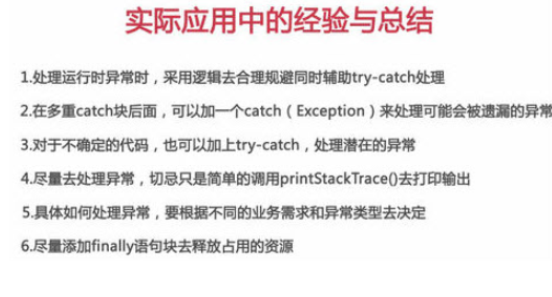 实际应用中的经验与总结
1.处理运行时异常时，采用逻辑去合理规避同时辅助try-catch处理
2.在多重catch块后面，可以加一个catch（Exception）来处理可能会被遗漏的异常
3.对于不确定的代码，也可以加上try-catch，处理潜在的异常
4.尽量去处理异常，切忌只是简单的调用printStackTrace()去打印输出
5.具体如何处理异常，要根据不同的业务需求和异常类型去决定
6.尽量添加finally语句块去释放占用的资源